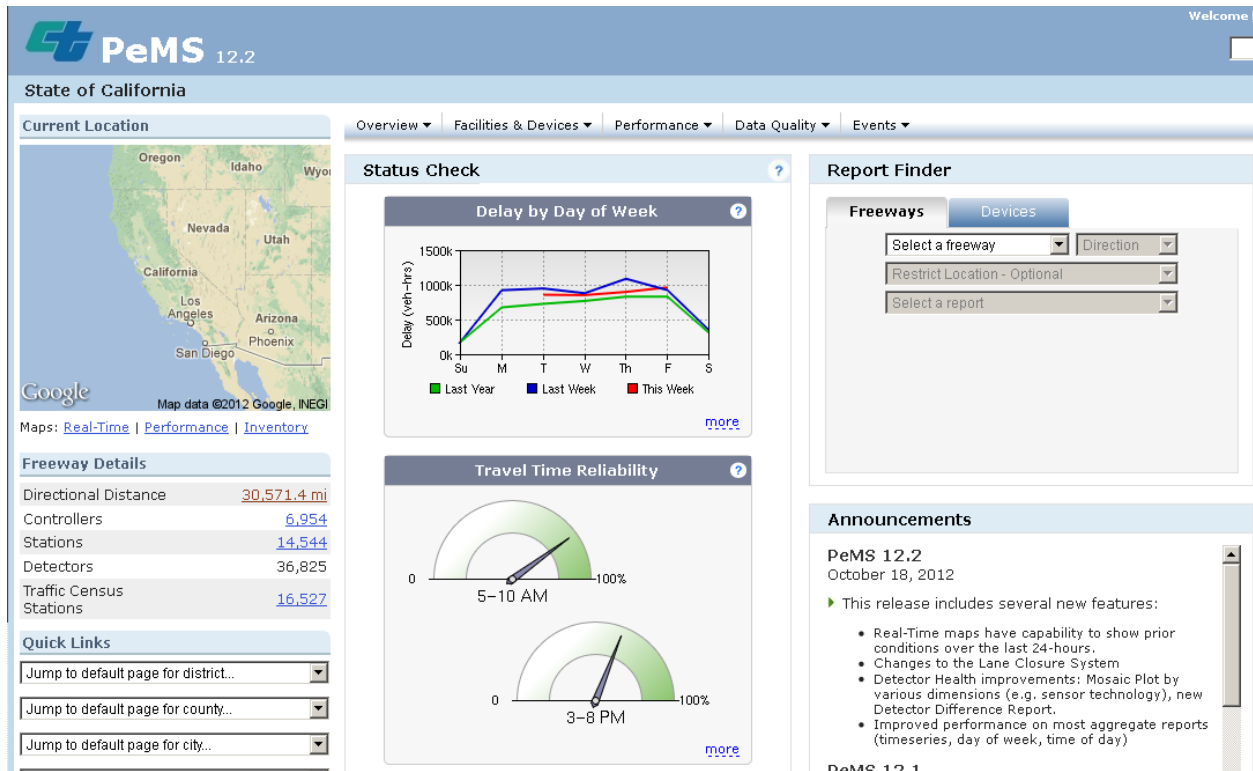 Welcome
PeMS 12.2
State of California
Current Location
Oregon
Idaho
Wyo
Nevada
Utah
California
Los
Angeles
Arizona
Phoenix
San Diego
Google
Map data ©2012 Google, INEGI
Maps: Real-Time | Performance | Inventory
Freeway Details
Directional Distance 30,571.4 mi
Controllers 6,954
Stations 14,544
Detectors 36,825
Traffic Census
Stations 16,527
Quick Links
Jump to default page for district...
Jump to default page for county...
Jump to default page for city...
Overview Facilities & Devices Performance Data Quality Events
Status Check ?
Delay by Day of Week ?
Delay (veh-hrs)
1500k
1000k
500k
0k
Su M T W Th F S
Last Year Last Week This Week
more
Travel Time Reliability ?
0 100%
5-10 AM
0 100%
3-8 PM
more
Report Finder
Freeways Devices
Select a freeway Direction
Restrict Location - Optional
Select a report
Announcements
PeMS 12.2
October 18, 2012
This release includes several new features:
• Real-Time maps have capability to show prior
conditions over the last 24-hours.
• Changes to the Lane Closure System
• Detector Health improvements: Mosaic Plot by
various dimensions (e.g. sensor technology), new
Detector Difference Report.
• Improved performance on most aggregate reports
(timeseries, day of week, time of day)
PeMS 12.1